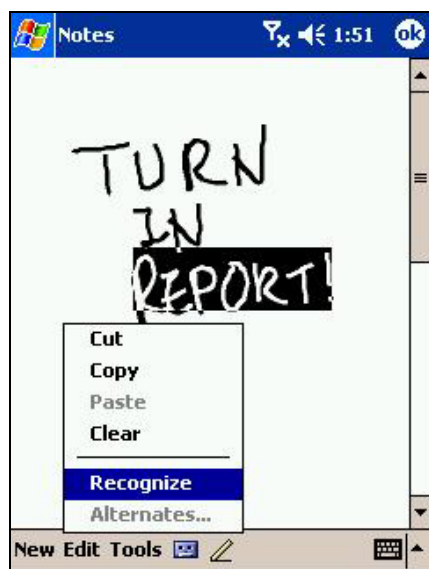 Notes 1:51 ok
TURN
IN
REPORT!
Cut
Copy
Paste
Clear
Recognize
Alternates...
New Edit Tools